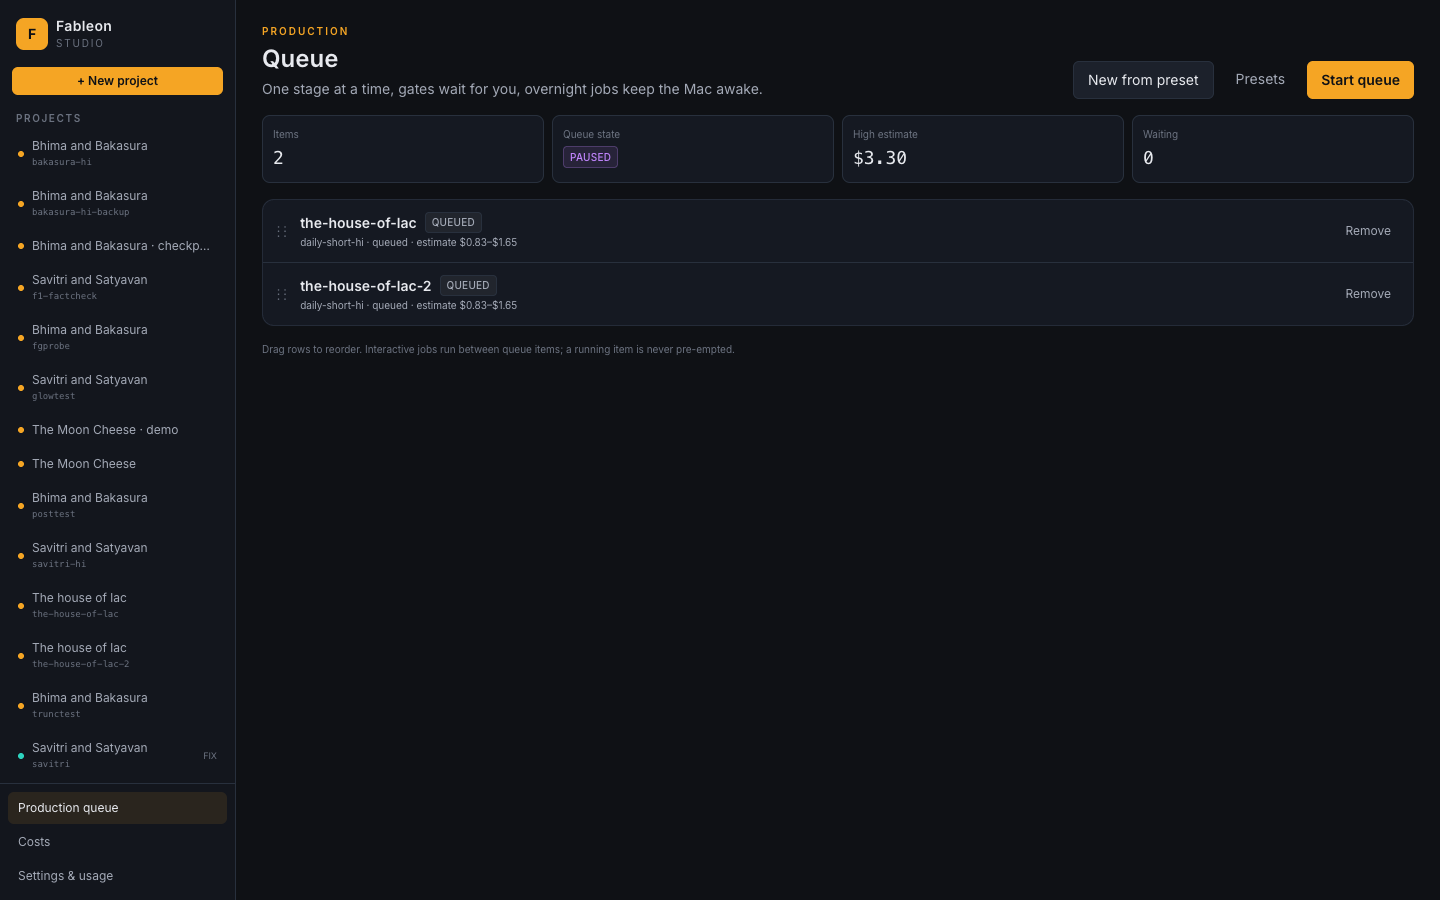 F
Fableon
STUDIO
+ New project
PROJECTS
Bhima and Bakasura
bakasura-hi
Bhima and Bakasura
bakasura-hi-backup
Bhima and Bakasura · checkp...
Savitri and Satyavan
f1-factcheck
Bhima and Bakasura
fgprobe
Savitri and Satyavan
glowtest
The Moon Cheese · demo
The Moon Cheese
Bhima and Bakasura
posttest
Savitri and Satyavan
savitri-hi
The house of lac
the-house-of-lac
The house of lac
the-house-of-lac-2
Bhima and Bakasura
trunctest
Savitri and Satyavan
savitri
FIX
Production queue
Costs
Settings & usage
PRODUCTION
Queue
One stage at a time, gates wait for you, overnight jobs keep the Mac awake.
New from preset
Presets
Start queue
Items
2
Queue state
PAUSED
High estimate
$3.30
Waiting
0
the-house-of-lac QUEUED
daily-short-hi · queued · estimate $0.83–$1.65
Remove
the-house-of-lac-2 QUEUED
daily-short-hi · queued · estimate $0.83–$1.65
Remove
Drag rows to reorder. Interactive jobs run between queue items; a running item is never pre-empted.